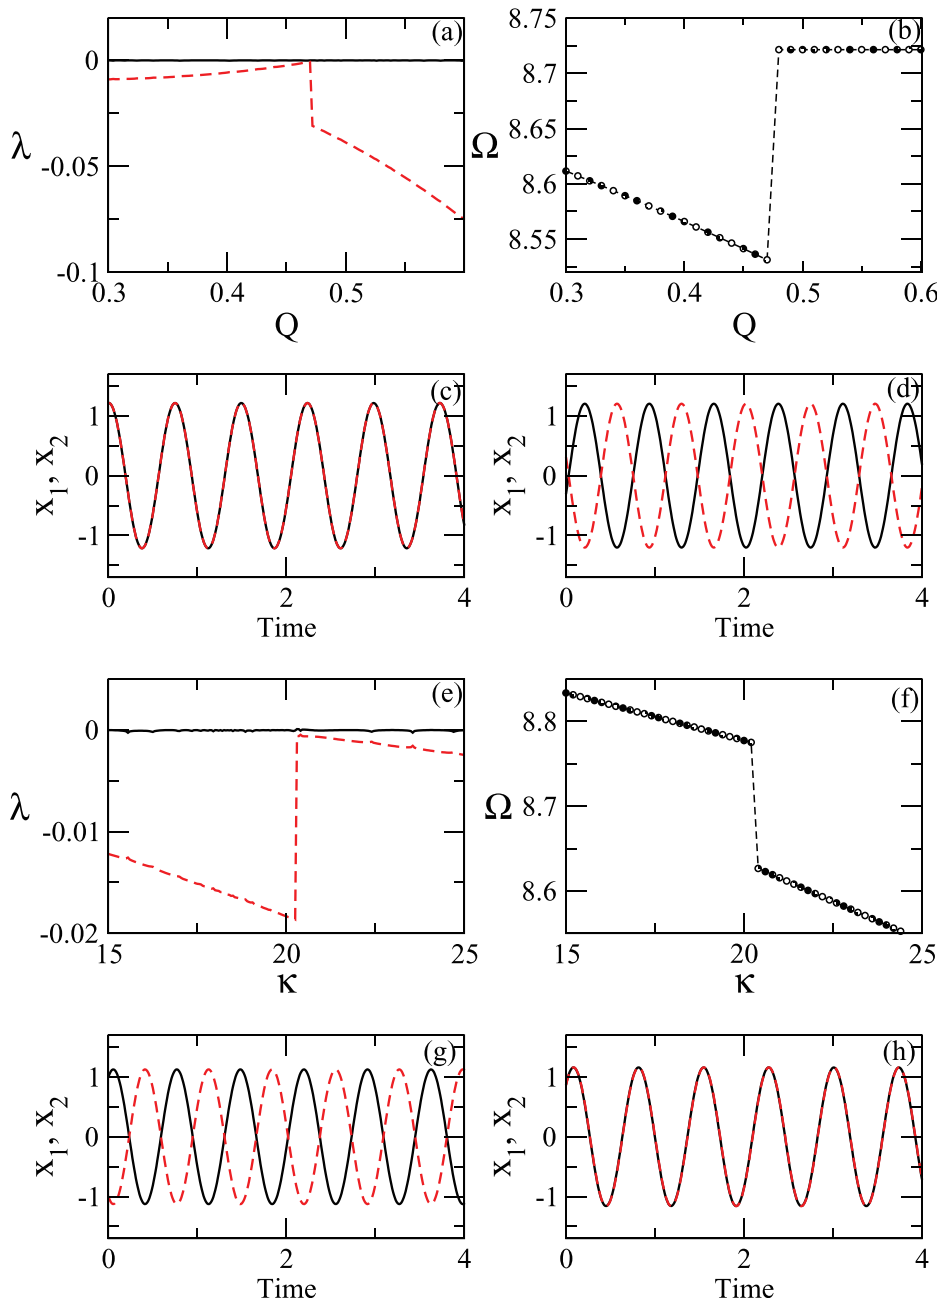 (a)
0
-0.05
-0.1
λ
0.3
0.5
Q
(b)
8.75
8.7
8.65
8.6
8.55
Ω
0.3
0.4
0.5
0.6
Q
(c)
1
0
-1
x1, x2
0
2
4
Time
(d)
1
0
-1
x1, x2
0
2
4
Time
(e)
0
-0.01
-0.02
λ
15
20
25
κ
(f)
8.8
8.7
8.6
Ω
15
20
25
κ
(g)
1
0
-1
x1, x2
0
2
4
Time
(h)
1
0
-1
x1, x2
0
2
4
Time